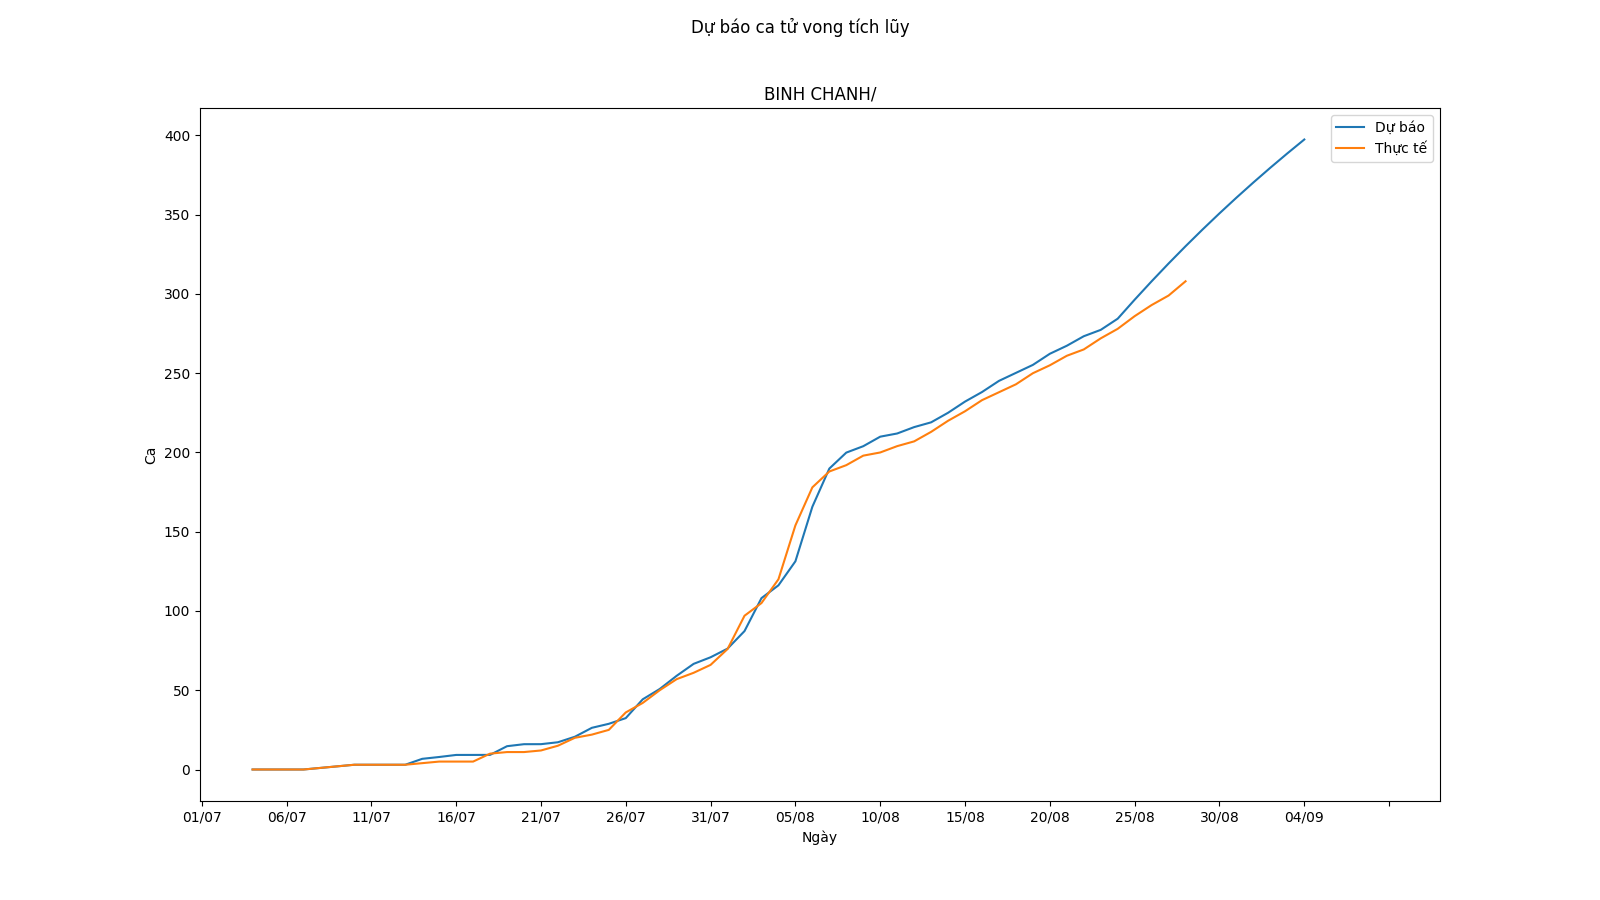 Dự báo ca tử vong tích lũy
BINH CHANH/
Dự báo
Thực tế
400
350
300
250
200
150
100
50
0
Ca
01/07 06/07 11/07 16/07 21/07 26/07 31/07 05/08 10/08 15/08 20/08 25/08 30/08 04/09
Ngày